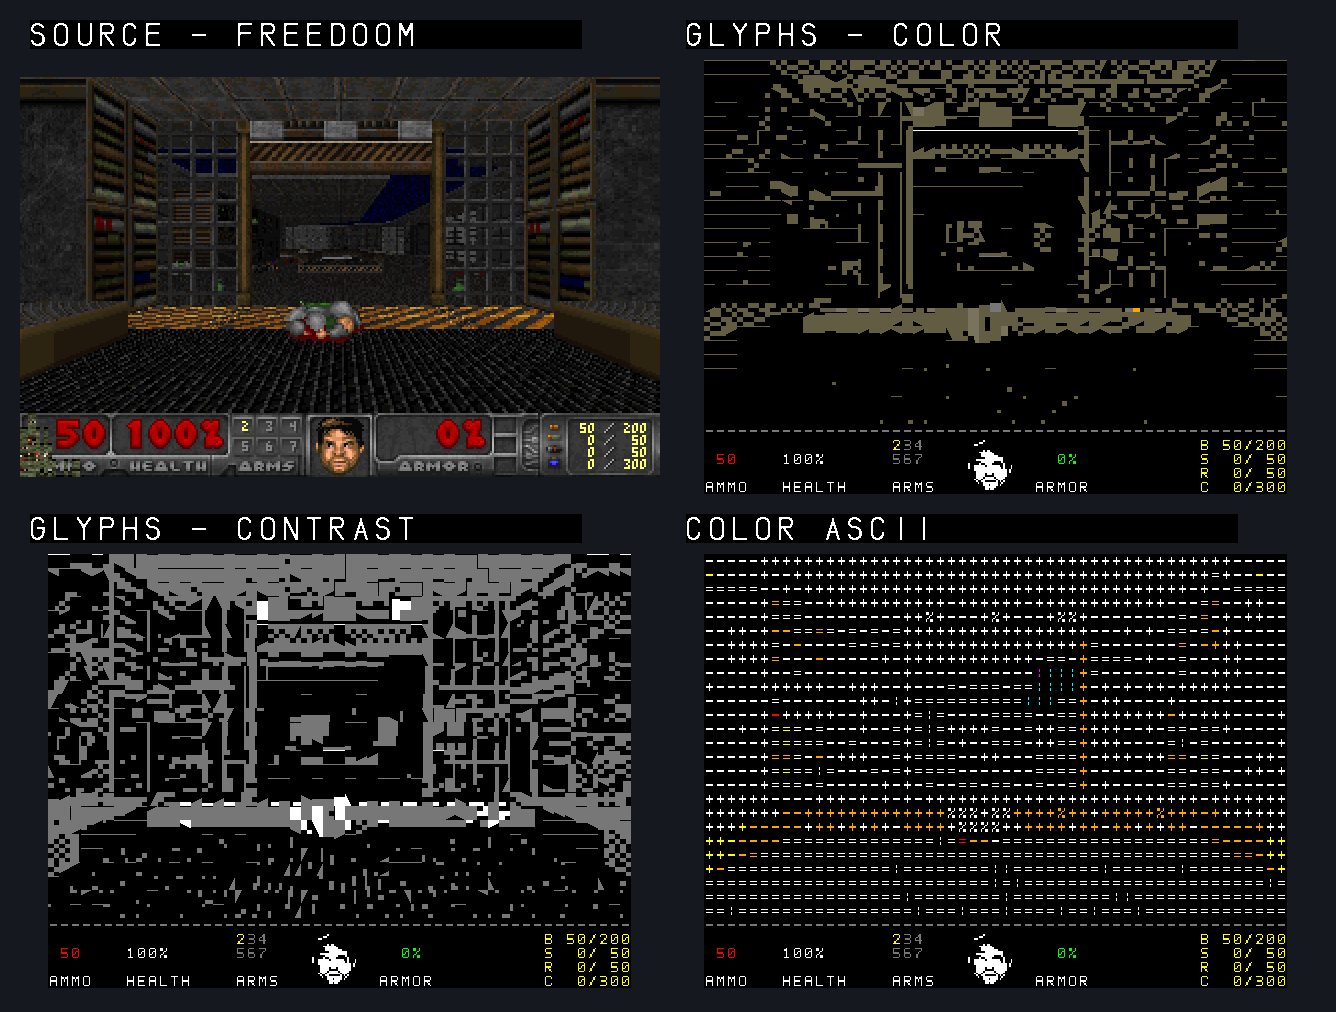 SOURCE - FREEDOOM
50 100% 2 3 4 0% 50 / 200
5 6 7 0 / 50
0 / 50
HEALTH ARMS ARMOR 0 / 300
GLYPHS - COLOR
234 B 50/200
50 100% 567 0% S 0/ 50
R 0/ 50
AMMO HEALTH ARMS ARMOR C 0/300
GLYPHS - CONTRAST
234 B 50/200
50 100% 567 0% S 0/ 50
R 0/ 50
AMMO HEALTH ARMS ARMOR C 0/300
COLOR ASCII
234 B 50/200
50 100% 567 0% S 0/ 50
R 0/ 50
AMMO HEALTH ARMS ARMOR C 0/300